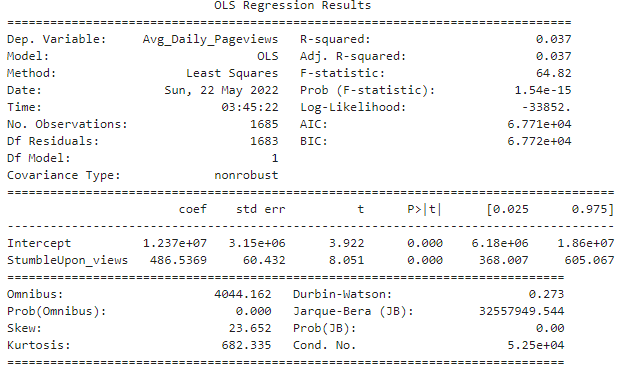 OLS Regression Results
==============================================================================
Dep. Variable: Avg_Daily_Pageviews R-squared: 0.037
Model: OLS Adj. R-squared: 0.037
Method: Least Squares F-statistic: 64.82
Date: Sun, 22 May 2022 Prob (F-statistic): 1.54e-15
Time: 03:45:22 Log-Likelihood: -33852.
No. Observations: 1685 AIC: 6.771e+04
Df Residuals: 1683 BIC: 6.772e+04
Df Model: 1
Covariance Type: nonrobust
=====================================================================================
coef std err t P>|t| [0.025 0.975]
-------------------------------------------------------------------------------------
Intercept 1.237e+07 3.15e+06 3.922 0.000 6.18e+06 1.86e+07
StumbleUpon_views 486.5369 60.432 8.051 0.000 368.007 605.067
==============================================================================
Omnibus: 4044.162 Durbin-Watson: 0.273
Prob(Omnibus): 0.000 Jarque-Bera (JB): 32557949.544
Skew: 23.652 Prob(JB): 0.00
Kurtosis: 682.335 Cond. No. 5.25e+04
==============================================================================